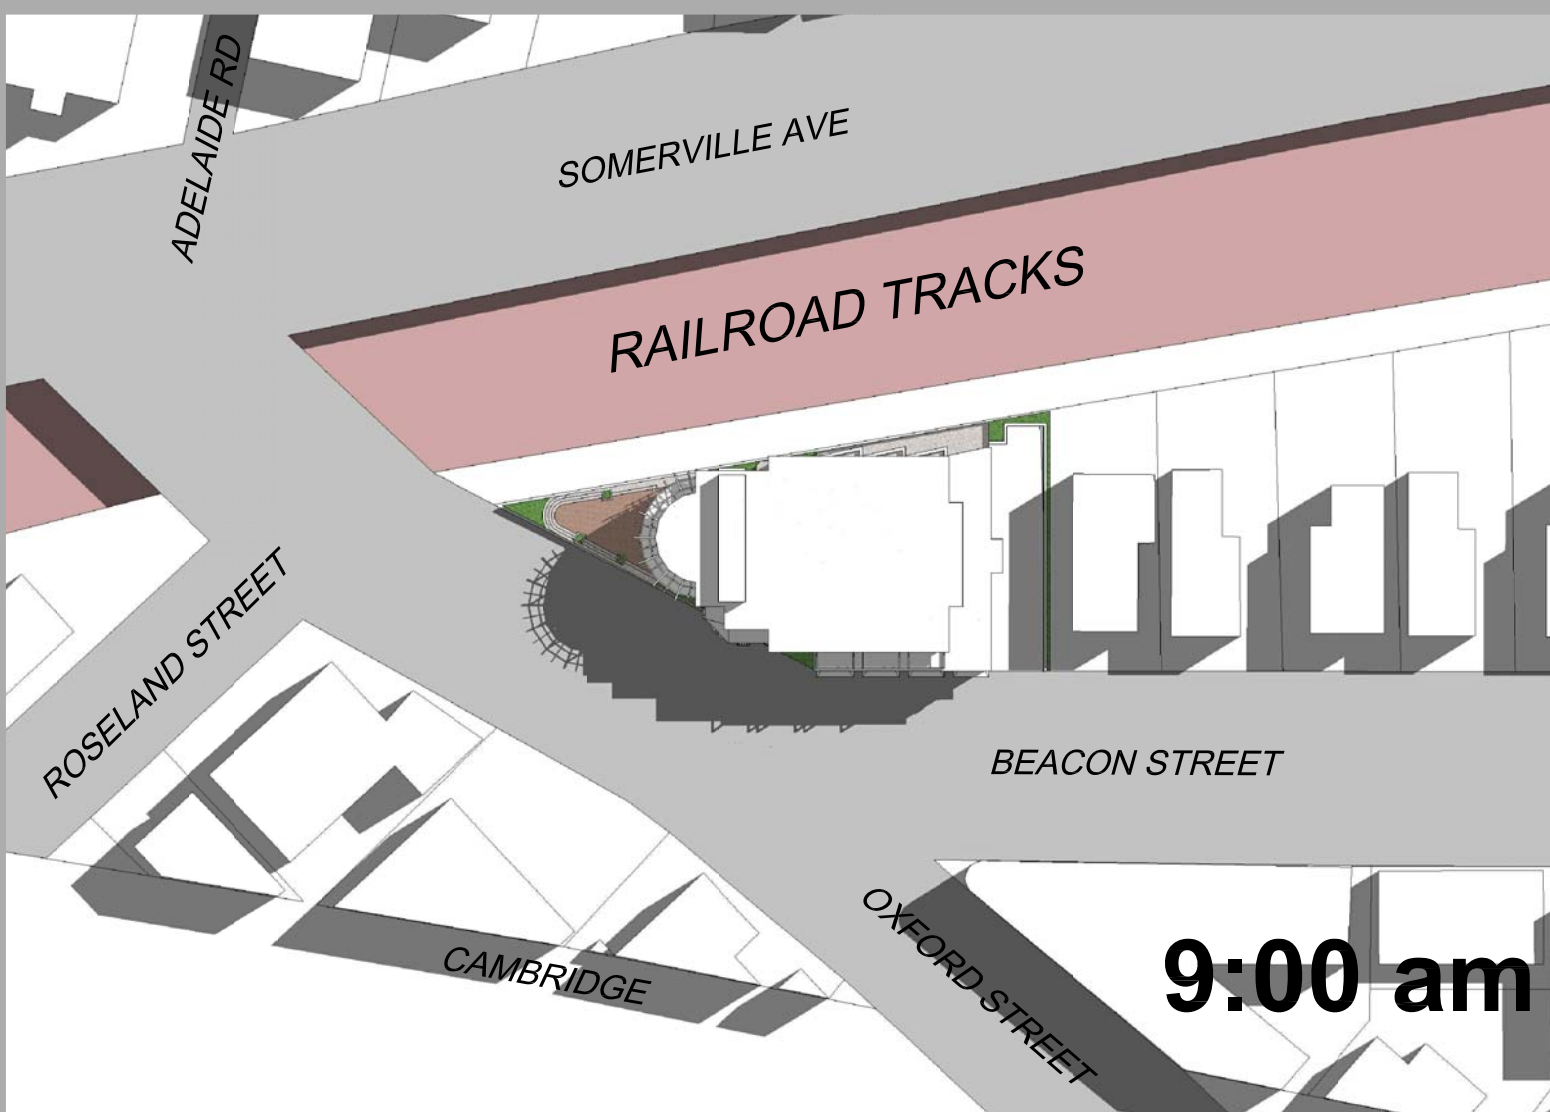 ADELAIDE RD
SOMERVILLE AVE
RAILROAD TRACKS
ROSELAND STREET
BEACON STREET
OXFORD STREET
CAMBRIDGE
9:00 am